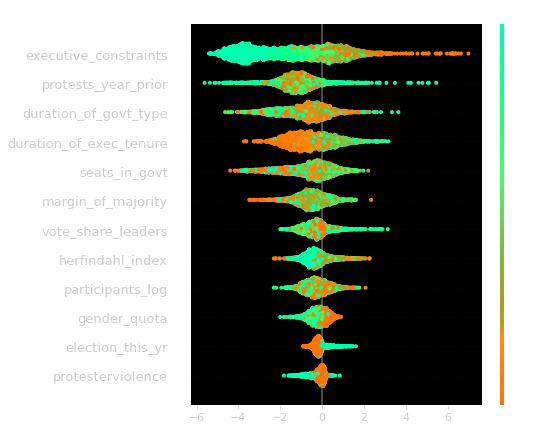 executive_constraints
protests_year_prior
duration_of_govt_type
duration_of_exec_tenure
seats_in_govt
margin_of_majority
vote_share_leaders
herfindahl_index
participants_log
gender_quota
election_this_yr
protesterviolence
−6 −4 −2 0 2 4 6